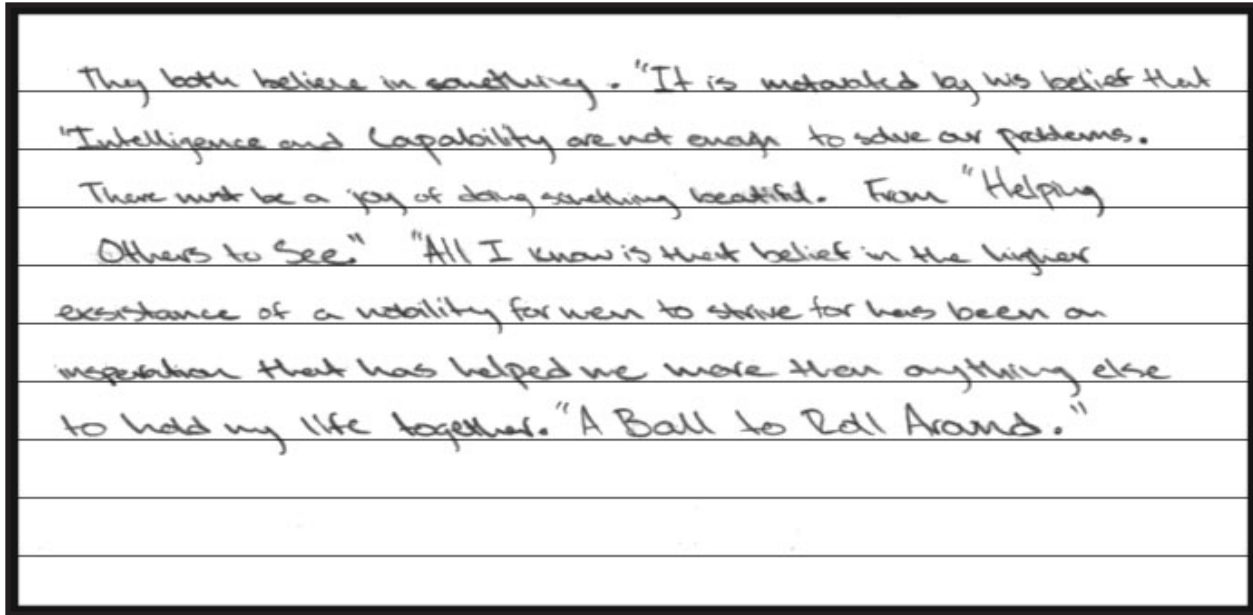 They both believe in something. "It is motavated by his belief that
"Intelligence and Capability are not enough to solve our problems.
There must be a joy of doing something beautiful. From "Helping
Others to See." "All I know is that belief in the higher
exsistance of a nobility for men to strive for has been an
insperation that has helped me more than anything else
to hold my life together. "A Ball to Roll Around."